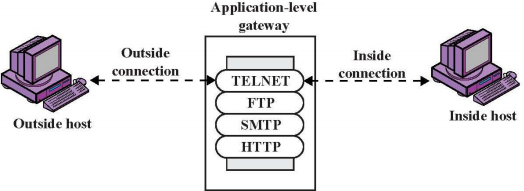 Application-level
gateway
Outside
connection
Inside
connection
TELNET
FTP
SMTP
HTTP
Outside host
Inside host